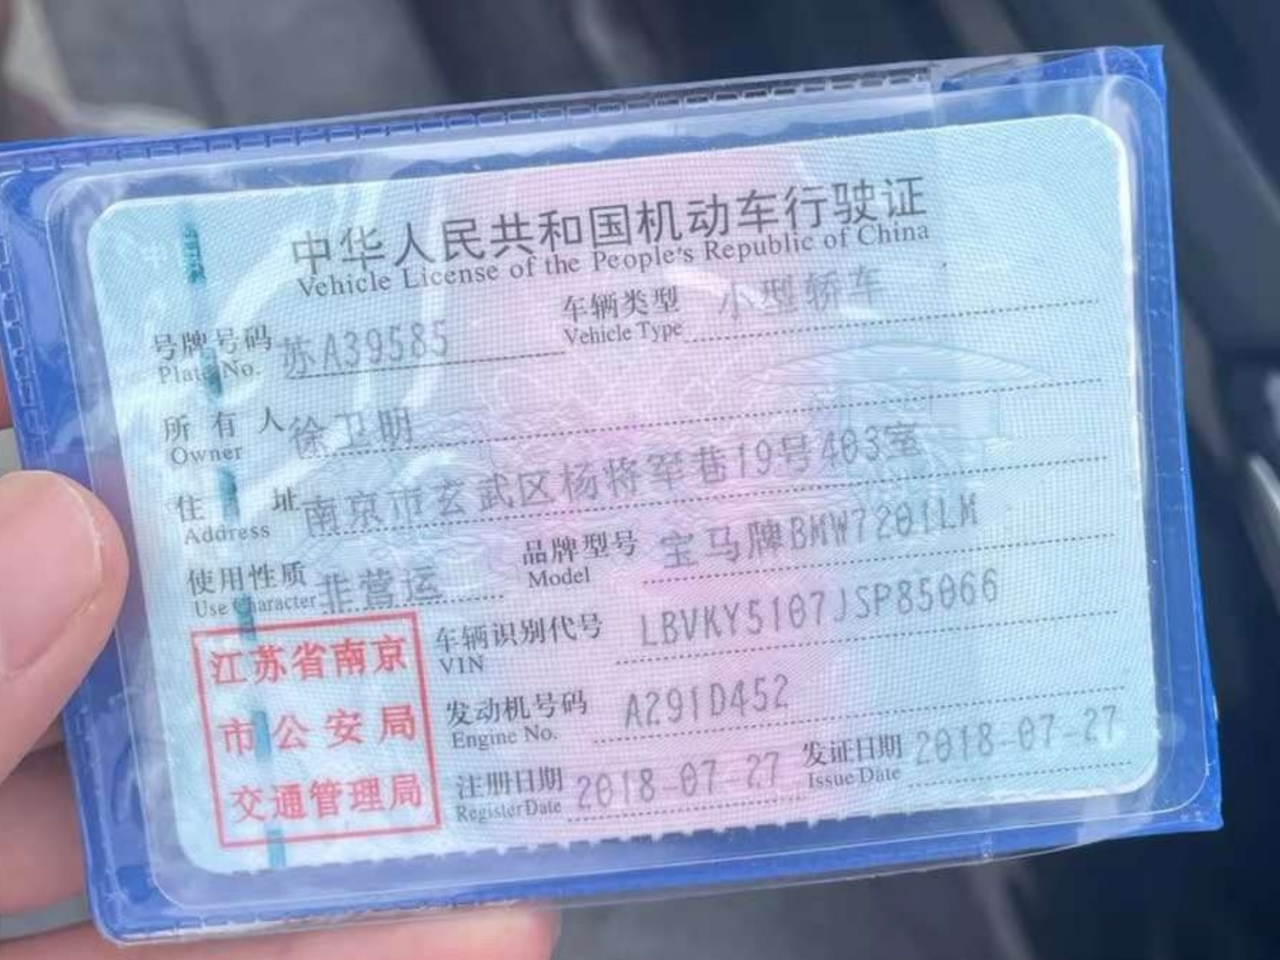 中华人民共和国机动车行驶证
Vehicle License of the People's Republic of China
号牌号码 苏A39585 车辆类型 小型轿车
Plate No. Vehicle Type
所有人 徐卫明
Owner
住址 南京市玄武区杨将军巷19号403室
Address
使用性质 非营运 品牌型号 宝马牌BMW7201LM
Use Character Model
江苏省南京
市公安局
交通管理局
车辆识别代号 LBVKY5107JSP85066
VIN
发动机号码 A291D452
Engine No.
注册日期 2018-07-27 发证日期 2018-07-27
Register Date Issue Date